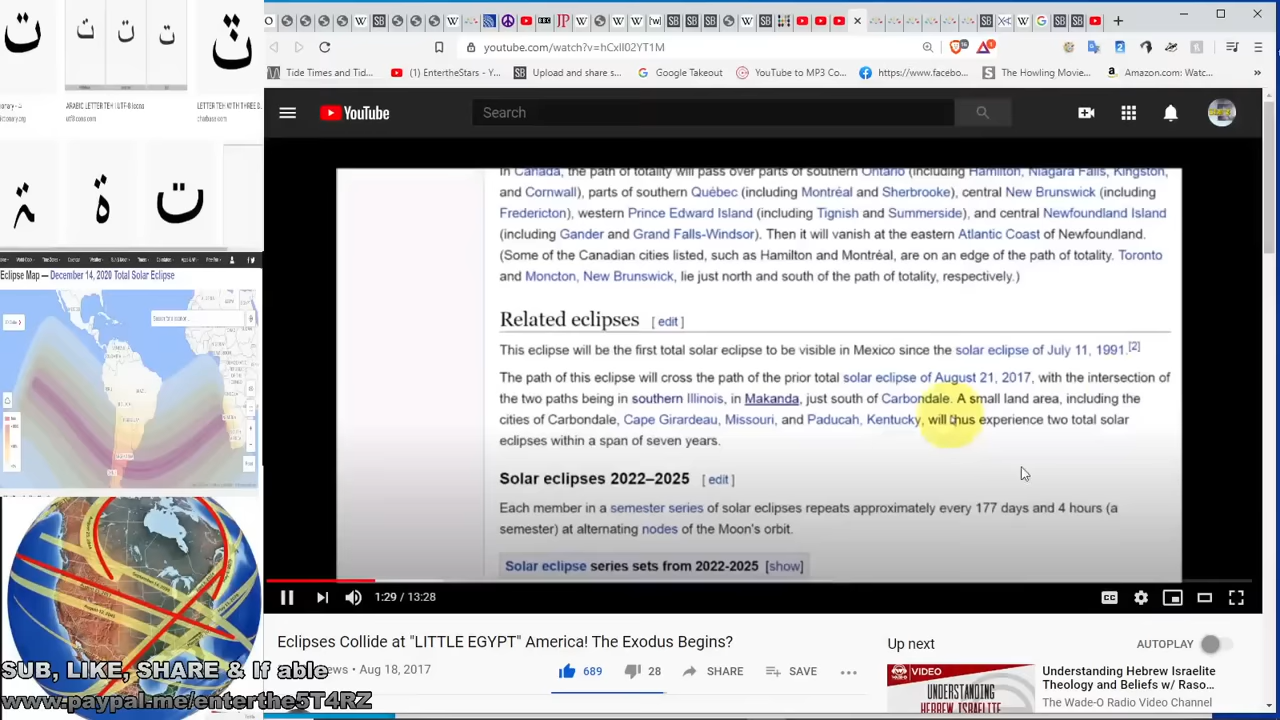 ت
ت ت ت
ٿ
ARABIC LETTER TEH | UTF-8 Icons
ة ة ت
Eclipse Map — December 14, 2020 Total Solar Eclipse
SUB, LIKE, SHARE & If able
www.paypal.me/enterthe5T4RZ
youtube.com/watch?v=hCxII02YT1M
Tide Times and Tid...
(1) EntertheStars - Y...
Upload and share s...
Google Takeout
YouTube to MP3 Co...
https://www.facebo...
The Howling Movie...
Amazon.com: Watc...
YouTube
Search
In Canada, the path of totality will pass over parts of southern Ontario (including Hamilton, Niagara Falls, Kingston,
and Cornwall), parts of southern Québec (including Montréal and Sherbrooke), central New Brunswick (including
Fredericton), western Prince Edward Island (including Tignish and Summerside), and central Newfoundland Island
(including Gander and Grand Falls-Windsor). Then it will vanish at the eastern Atlantic Coast of Newfoundland.
(Some of the Canadian cities listed, such as Hamilton and Montréal, are on an edge of the path of totality. Toronto
and Moncton, New Brunswick, lie just north and south of the path of totality, respectively.)
Related eclipses [ edit ]
This eclipse will be the first total solar eclipse to be visible in Mexico since the solar eclipse of July 11, 1991.[2]
The path of this eclipse will cross the path of the prior total solar eclipse of August 21, 2017, with the intersection of
the two paths being in southern Illinois, in Makanda, just south of Carbondale. A small land area, including the
cities of Carbondale, Cape Girardeau, Missouri, and Paducah, Kentucky, will thus experience two total solar
eclipses within a span of seven years.
Solar eclipses 2022–2025 [ edit ]
Each member in a semester series of solar eclipses repeats approximately every 177 days and 4 hours (a
semester) at alternating nodes of the Moon's orbit.
Solar eclipse series sets from 2022-2025 [show]
1:29 / 13:28
CC
Eclipses Collide at "LITTLE EGYPT" America! The Exodus Begins?
Aug 18, 2017
689
28
SHARE
SAVE
Up next
AUTOPLAY
VIDEO
UNDERSTANDING
HEBREW ISRAELITE
Understanding Hebrew Israelite
Theology and Beliefs w/ Raso...
The Wade-O Radio Video Channel